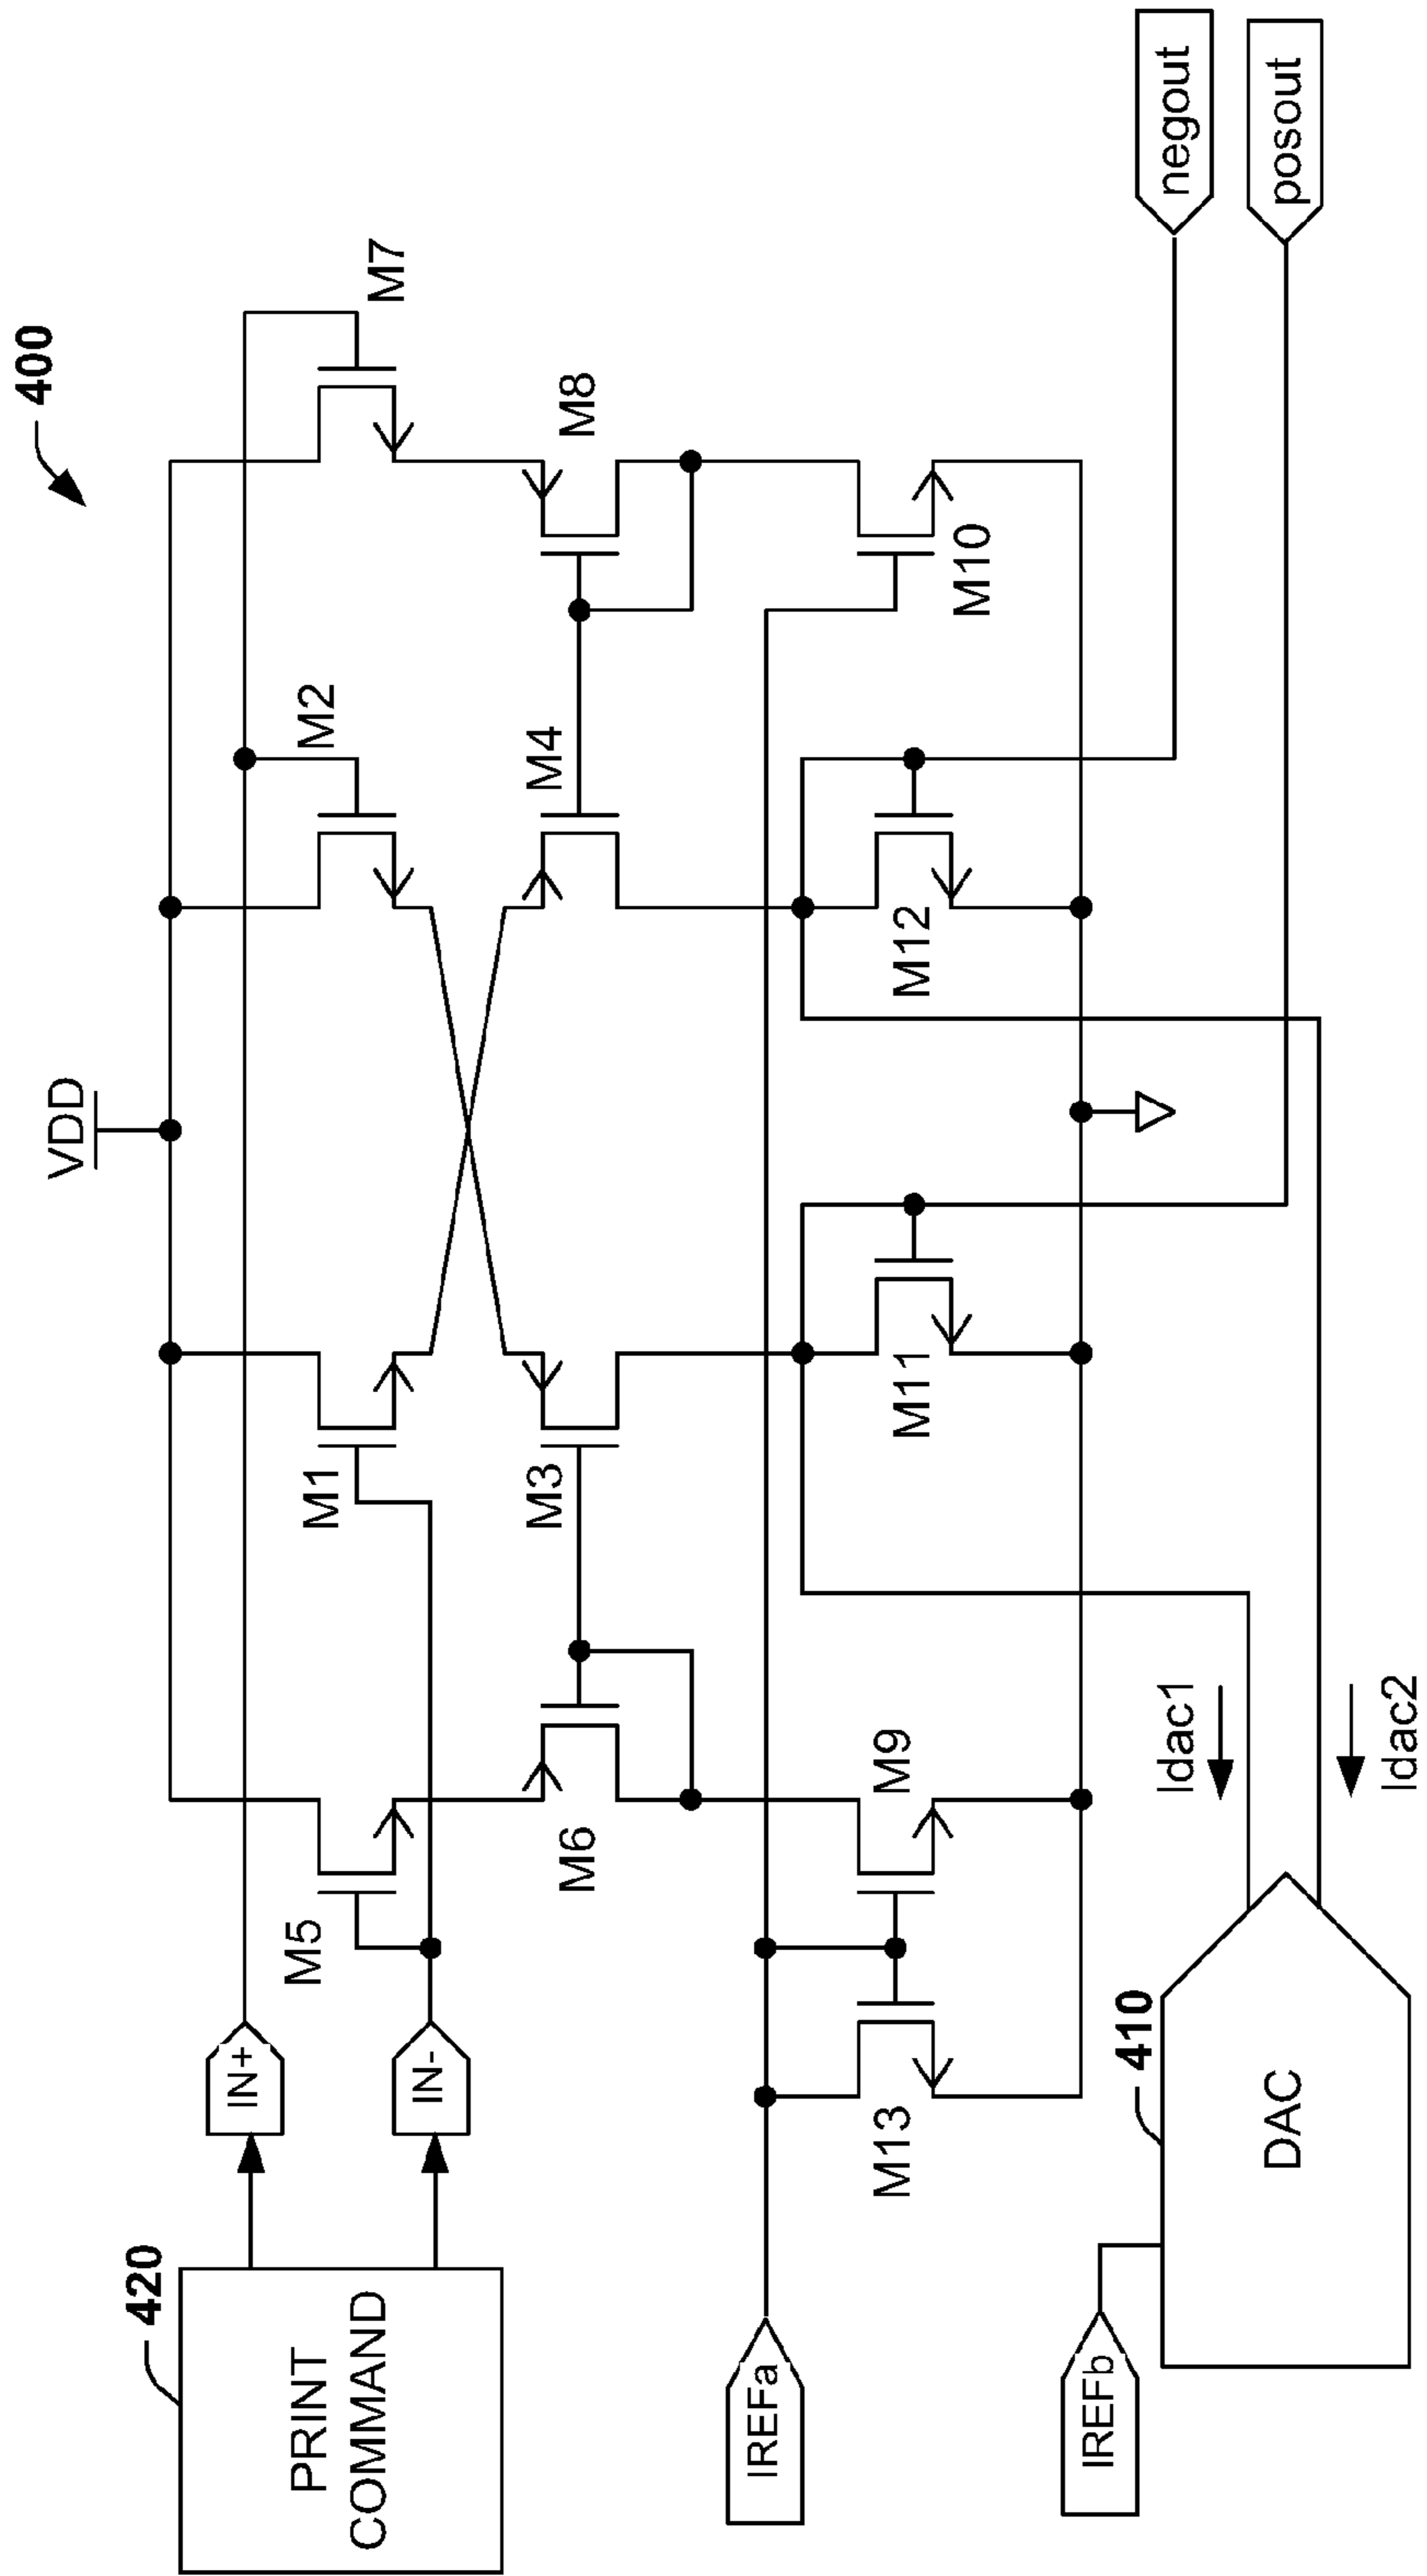 400
VDD
420
PRINT
COMMAND
IN+
IN-
M5
M1
M2
M7
M6
M3
M4
M8
IREFa
M13
M9
M11
M12
M10
IREFb
410
DAC
Idac1
Idac2
negout
posout